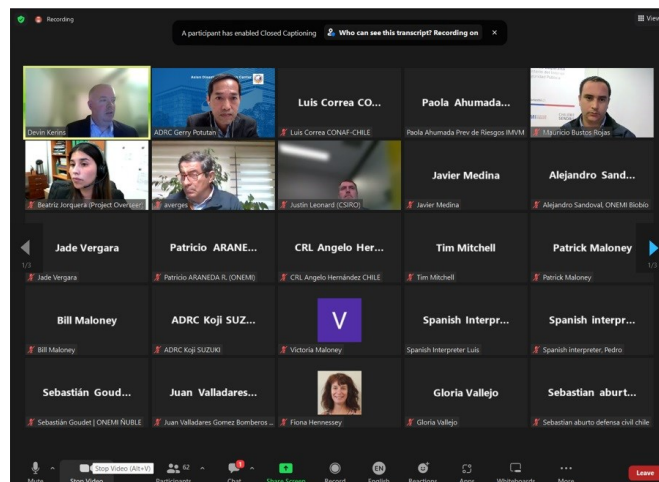 Recording
View
A participant has enabled Closed Captioning Who can see this transcript? Recording on ×
Devin Kerins
ADRC Gerry Potutan
Luis Correa CO...
Luis Correa CONAF-CHILE
Paola Ahumada...
Paola Ahumada Prev de Riesgos IMVM
Mauricio Bustos Rojas
Beatriz Jorquera (Project Overseer)
averges
Justin Leonard (CSIRO)
Javier Medina
Javier Medina
Alejandro Sand...
Alejandro Sandoval, ONEMI Biobío
1/3
Jade Vergara
Jade Vergara
Patricio ARANE...
Patricio ARANEDA R. (ONEMI)
CRL Angelo Her...
CRL Angelo Hernández CHILE
Tim Mitchell
Tim Mitchell
Patrick Maloney
Patrick Maloney
1/3
Bill Maloney
Bill Maloney
ADRC Koji SUZ...
ADRC Koji SUZUKI
V
Victoria Maloney
Spanish Interpr...
Spanish Interpreter Luis
Spanish interpr...
Spanish interpreter, Pedro
Sebastián Goud...
Sebastián Goudet | ONEMI ÑUBLE
Juan Valladares...
Juan Valladares Gomez Bomberos ...
Fiona Hennessey
Gloria Vallejo
Gloria Vallejo
Sebastian aburt...
Sebastian aburto defensa civil chile
Mute
Stop Video
Stop Video (Alt+V)
62
Participants
1
Chat
Share Screen
Record
EN
English
Reactions
Apps
Whiteboards
More
Leave